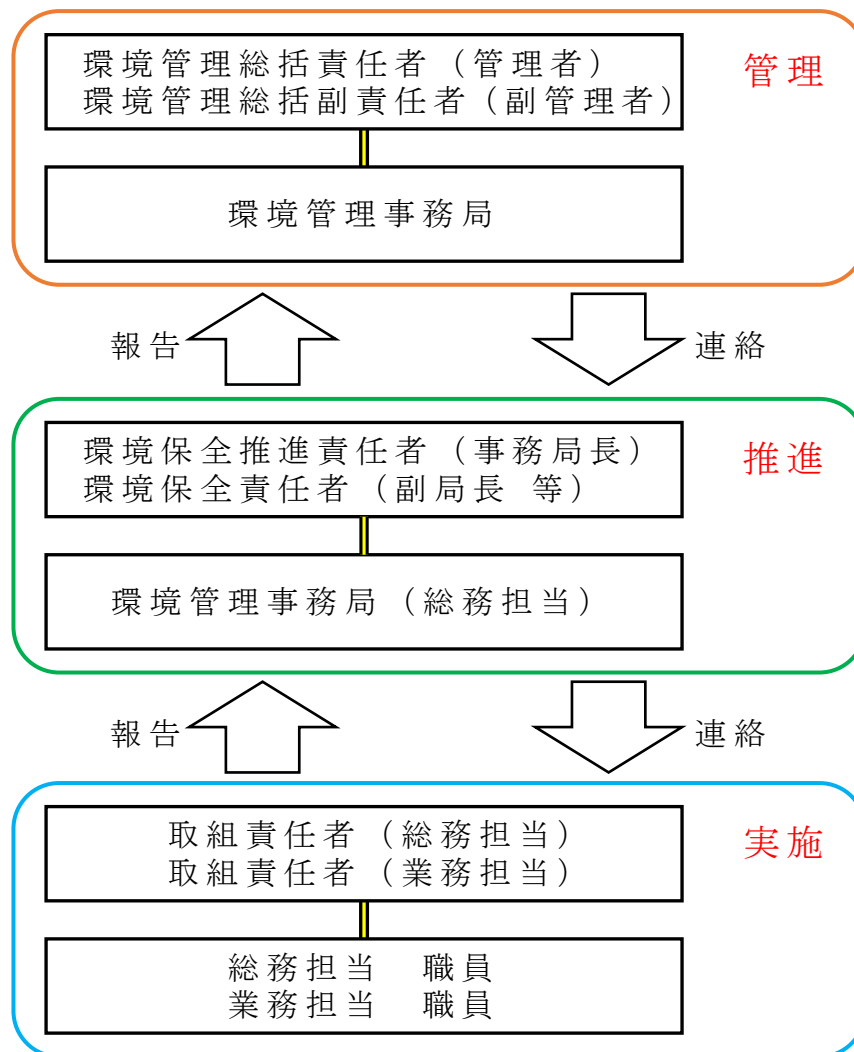 環境管理総括責任者（管理者）
環境管理総括副責任者（副管理者）
管理
環境管理事務局
報告
連絡
環境保全推進責任者（事務局長）
環境保全責任者（副局長 等）
推進
環境管理事務局（総務担当）
報告
連絡
取組責任者（総務担当）
取組責任者（業務担当）
実施
総務担当　職員
業務担当　職員